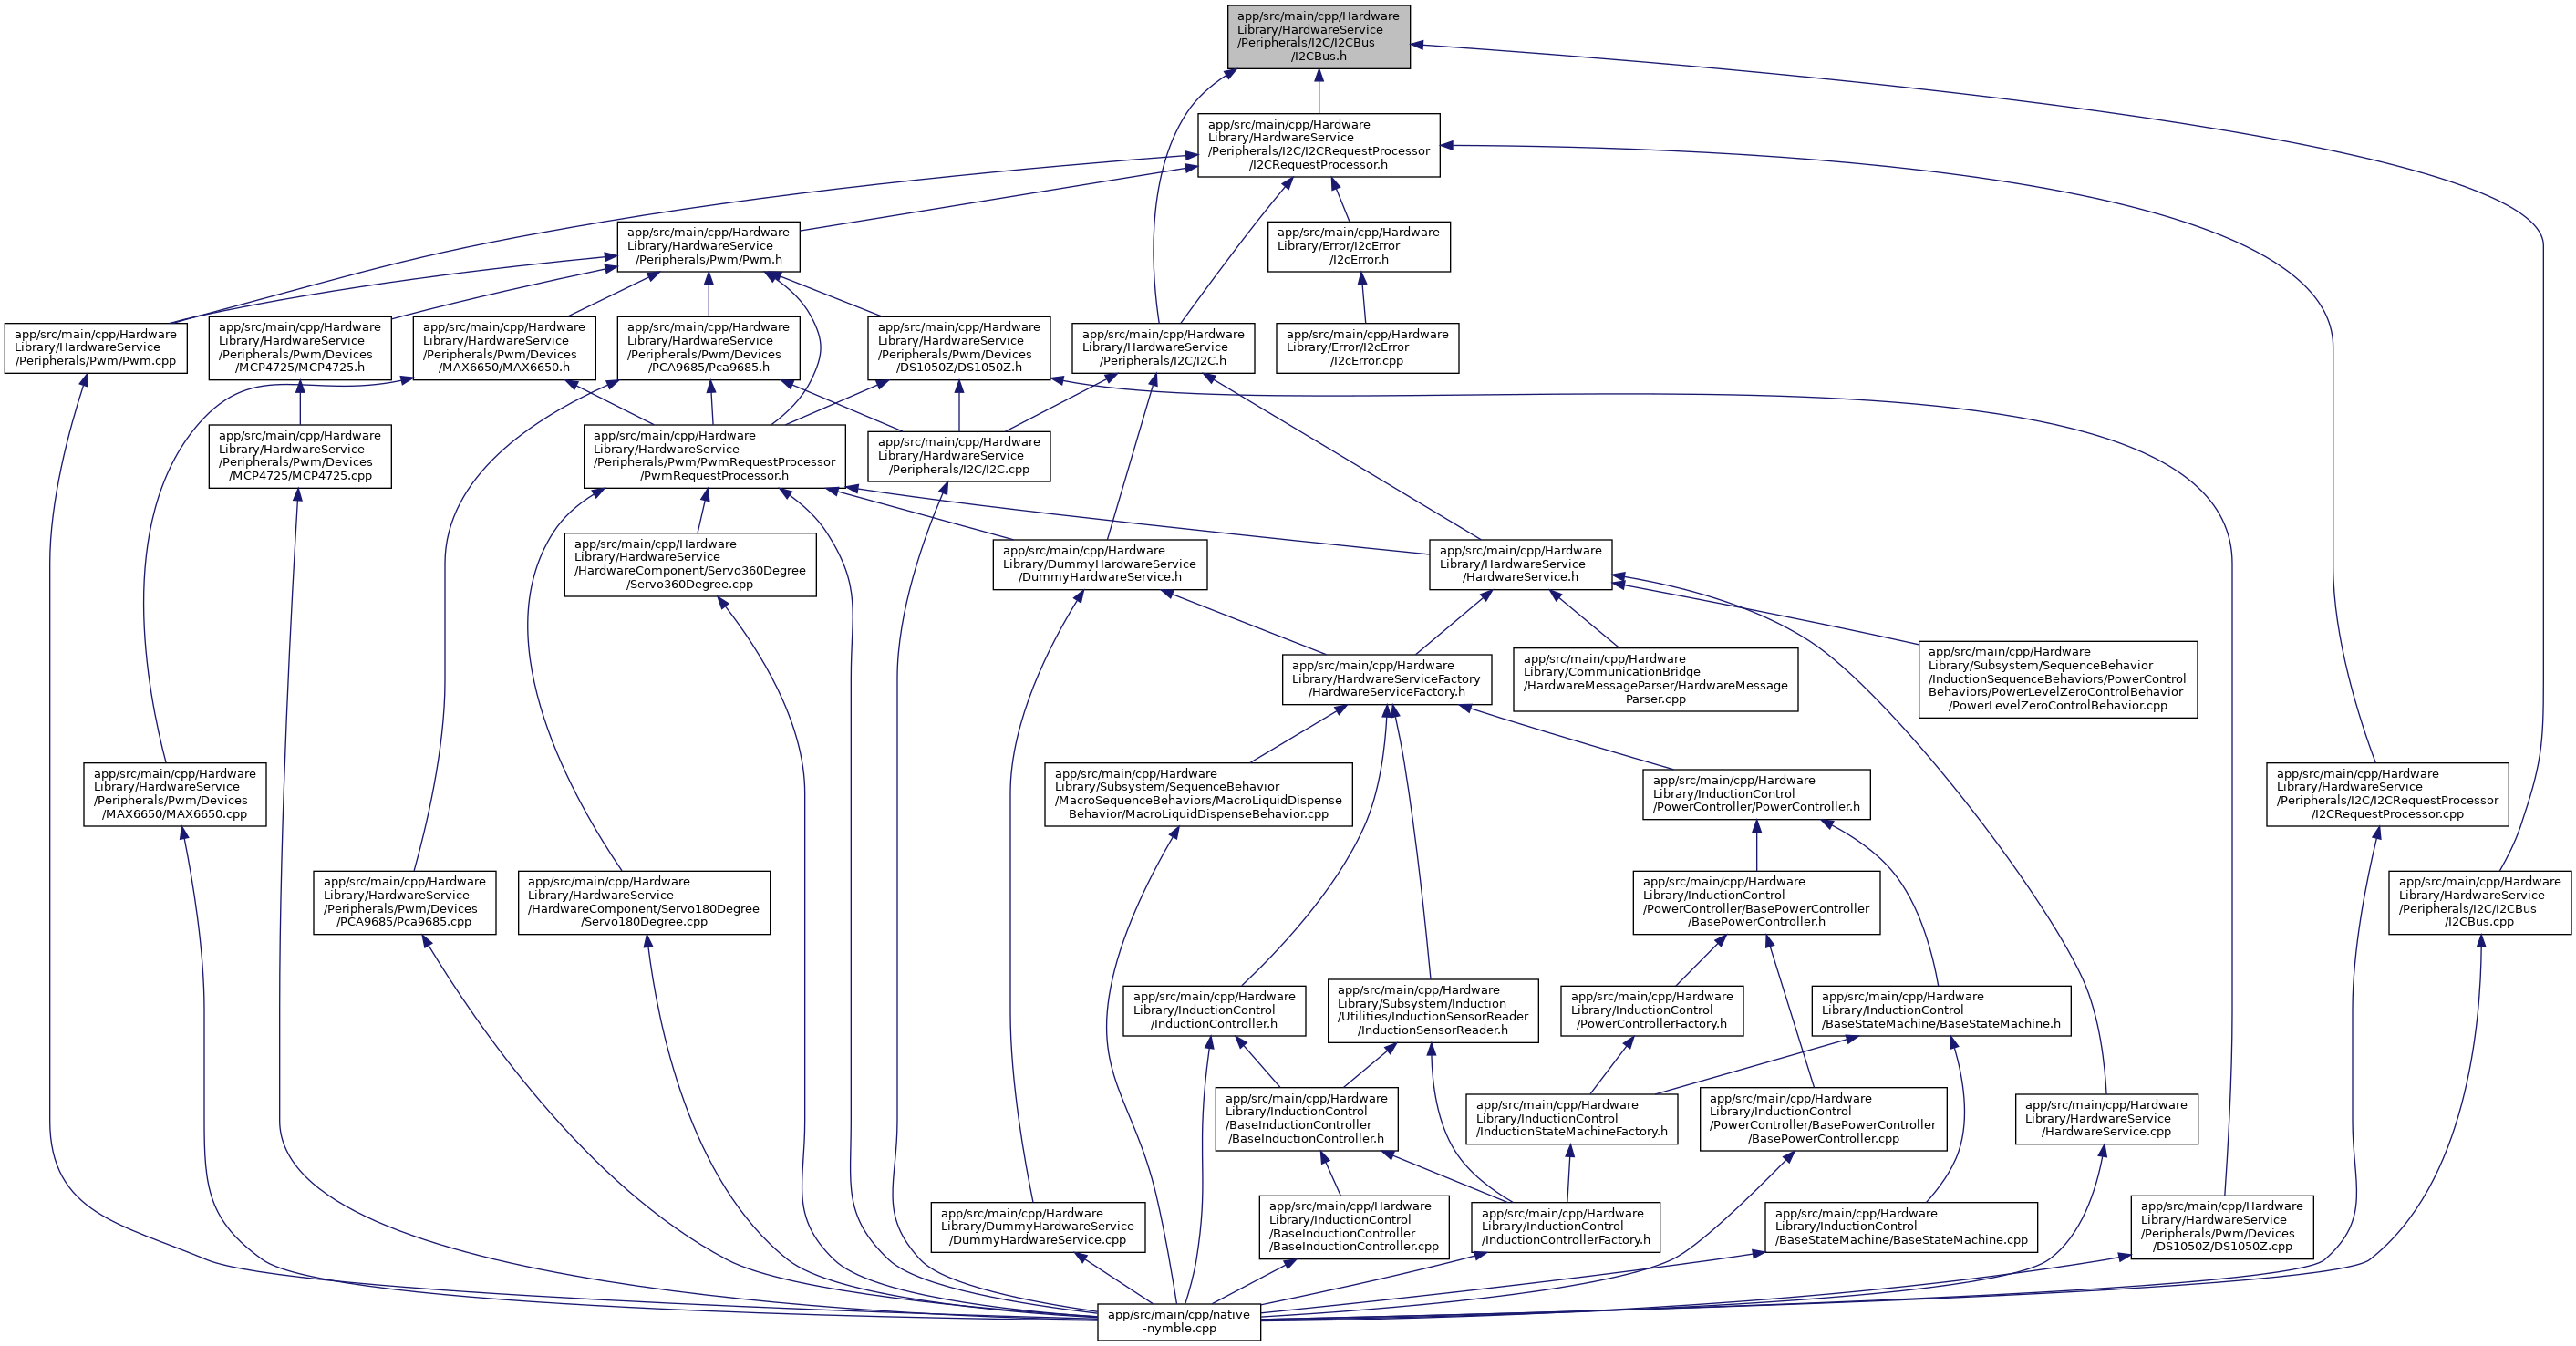 app/src/main/cpp/Hardware
Library/HardwareService
/Peripherals/I2C/I2CBus
/I2CBus.h
app/src/main/cpp/Hardware
Library/HardwareService
/Peripherals/I2C/I2CRequestProcessor
/I2CRequestProcessor.h
app/src/main/cpp/Hardware
Library/HardwareService
/Peripherals/Pwm/Pwm.h
app/src/main/cpp/Hardware
Library/Error/I2cError
/I2cError.h
app/src/main/cpp/Hardware
Library/HardwareService
/Peripherals/Pwm/Pwm.cpp
app/src/main/cpp/Hardware
Library/HardwareService
/Peripherals/Pwm/Devices
/MCP4725/MCP4725.h
app/src/main/cpp/Hardware
Library/HardwareService
/Peripherals/Pwm/Devices
/MAX6650/MAX6650.h
app/src/main/cpp/Hardware
Library/HardwareService
/Peripherals/Pwm/Devices
/PCA9685/Pca9685.h
app/src/main/cpp/Hardware
Library/HardwareService
/Peripherals/Pwm/Devices
/DS1050Z/DS1050Z.h
app/src/main/cpp/Hardware
Library/HardwareService
/Peripherals/I2C/I2C.h
app/src/main/cpp/Hardware
Library/Error/I2cError
/I2cError.cpp
app/src/main/cpp/Hardware
Library/HardwareService
/Peripherals/Pwm/Devices
/MCP4725/MCP4725.cpp
app/src/main/cpp/Hardware
Library/HardwareService
/Peripherals/Pwm/PwmRequestProcessor
/PwmRequestProcessor.h
app/src/main/cpp/Hardware
Library/HardwareService
/Peripherals/I2C/I2C.cpp
app/src/main/cpp/Hardware
Library/HardwareService
/HardwareComponent/Servo360Degree
/Servo360Degree.cpp
app/src/main/cpp/Hardware
Library/DummyHardwareService
/DummyHardwareService.h
app/src/main/cpp/Hardware
Library/HardwareService
/HardwareService.h
app/src/main/cpp/Hardware
Library/HardwareServiceFactory
/HardwareServiceFactory.h
app/src/main/cpp/Hardware
Library/CommunicationBridge
/HardwareMessageParser/HardwareMessage
Parser.cpp
app/src/main/cpp/Hardware
Library/Subsystem/SequenceBehavior
/InductionSequenceBehaviors/PowerControl
Behaviors/PowerLevelZeroControlBehavior
/PowerLevelZeroControlBehavior.cpp
app/src/main/cpp/Hardware
Library/HardwareService
/Peripherals/Pwm/Devices
/MAX6650/MAX6650.cpp
app/src/main/cpp/Hardware
Library/Subsystem/SequenceBehavior
/MacroSequenceBehaviors/MacroLiquidDispense
Behavior/MacroLiquidDispenseBehavior.cpp
app/src/main/cpp/Hardware
Library/InductionControl
/PowerController/PowerController.h
app/src/main/cpp/Hardware
Library/HardwareService
/Peripherals/I2C/I2CRequestProcessor
/I2CRequestProcessor.cpp
app/src/main/cpp/Hardware
Library/HardwareService
/Peripherals/Pwm/Devices
/PCA9685/Pca9685.cpp
app/src/main/cpp/Hardware
Library/HardwareService
/HardwareComponent/Servo180Degree
/Servo180Degree.cpp
app/src/main/cpp/Hardware
Library/InductionControl
/PowerController/BasePowerController
/BasePowerController.h
app/src/main/cpp/Hardware
Library/HardwareService
/Peripherals/I2C/I2CBus
/I2CBus.cpp
app/src/main/cpp/Hardware
Library/InductionControl
/InductionController.h
app/src/main/cpp/Hardware
Library/Subsystem/Induction
/Utilities/InductionSensorReader
/InductionSensorReader.h
app/src/main/cpp/Hardware
Library/InductionControl
/PowerControllerFactory.h
app/src/main/cpp/Hardware
Library/InductionControl
/BaseStateMachine/BaseStateMachine.h
app/src/main/cpp/Hardware
Library/InductionControl
/BaseInductionController
/BaseInductionController.h
app/src/main/cpp/Hardware
Library/InductionControl
/InductionStateMachineFactory.h
app/src/main/cpp/Hardware
Library/InductionControl
/PowerController/BasePowerController
/BasePowerController.cpp
app/src/main/cpp/Hardware
Library/HardwareService
/HardwareService.cpp
app/src/main/cpp/Hardware
Library/DummyHardwareService
/DummyHardwareService.cpp
app/src/main/cpp/Hardware
Library/InductionControl
/BaseInductionController
/BaseInductionController.cpp
app/src/main/cpp/Hardware
Library/InductionControl
/InductionControllerFactory.h
app/src/main/cpp/Hardware
Library/InductionControl
/BaseStateMachine/BaseStateMachine.cpp
app/src/main/cpp/Hardware
Library/HardwareService
/Peripherals/Pwm/Devices
/DS1050Z/DS1050Z.cpp
app/src/main/cpp/native
-nymble.cpp